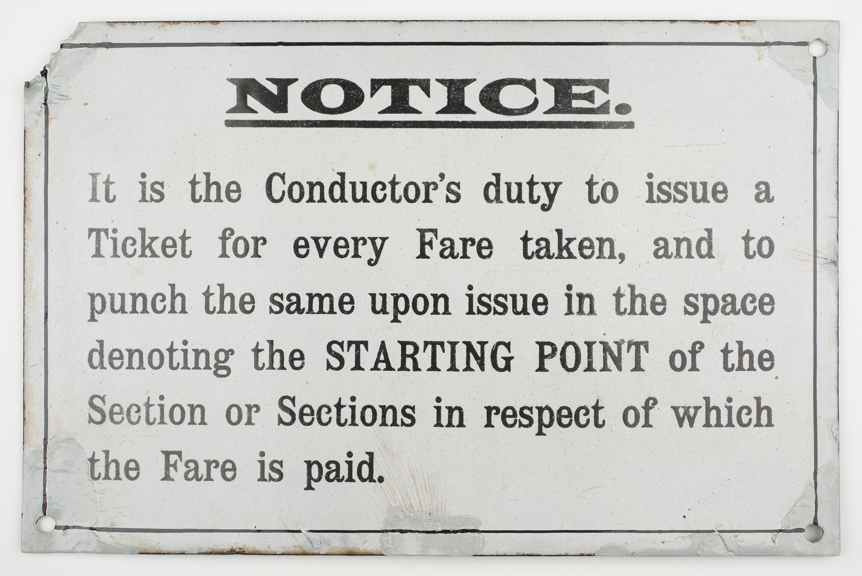 NOTICE.
It is the Conductor's duty to issue a
Ticket for every Fare taken, and to
punch the same upon issue in the space
denoting the STARTING POINT of the
Section or Sections in respect of which
the Fare is paid.